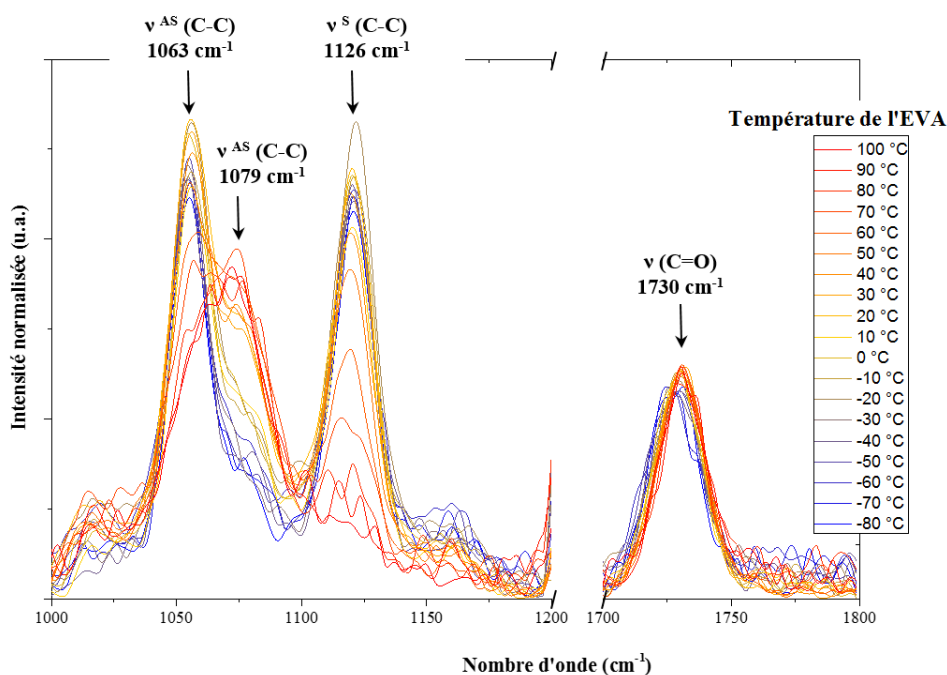 ν ᴬˢ (C-C)
1063 cm⁻¹
ν ˢ (C-C)
1126 cm⁻¹
ν ᴬˢ (C-C)
1079 cm⁻¹
ν (C=O)
1730 cm⁻¹
Température de l'EVA
100 °C
90 °C
80 °C
70 °C
60 °C
50 °C
40 °C
30 °C
20 °C
10 °C
0 °C
-10 °C
-20 °C
-30 °C
-40 °C
-50 °C
-60 °C
-70 °C
-80 °C
Intensité normalisée (u.a.)
1000
1050
1100
1150
1200
1700
1750
1800
Nombre d'onde (cm⁻¹)